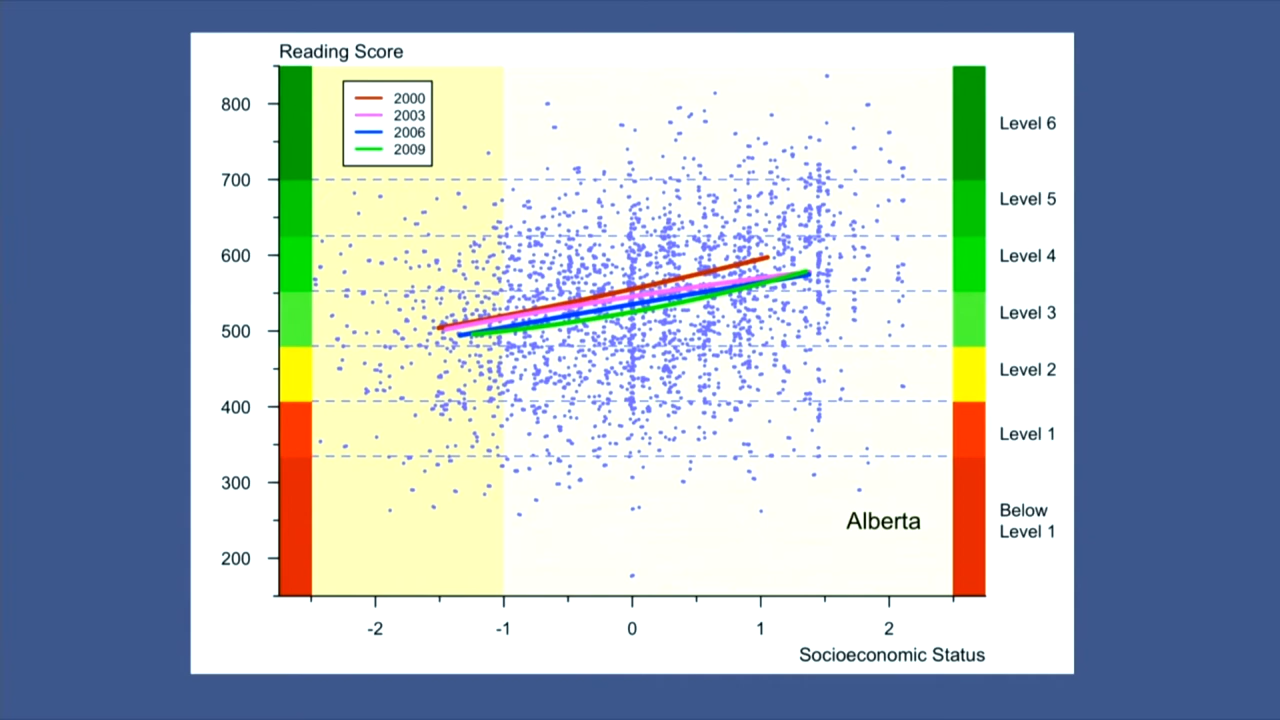 Reading Score
2000
2003
2006
2009
800
700
600
500
400
300
200
Level 6
Level 5
Level 4
Level 3
Level 2
Level 1
Below
Level 1
Alberta
-2 -1 0 1 2
Socioeconomic Status